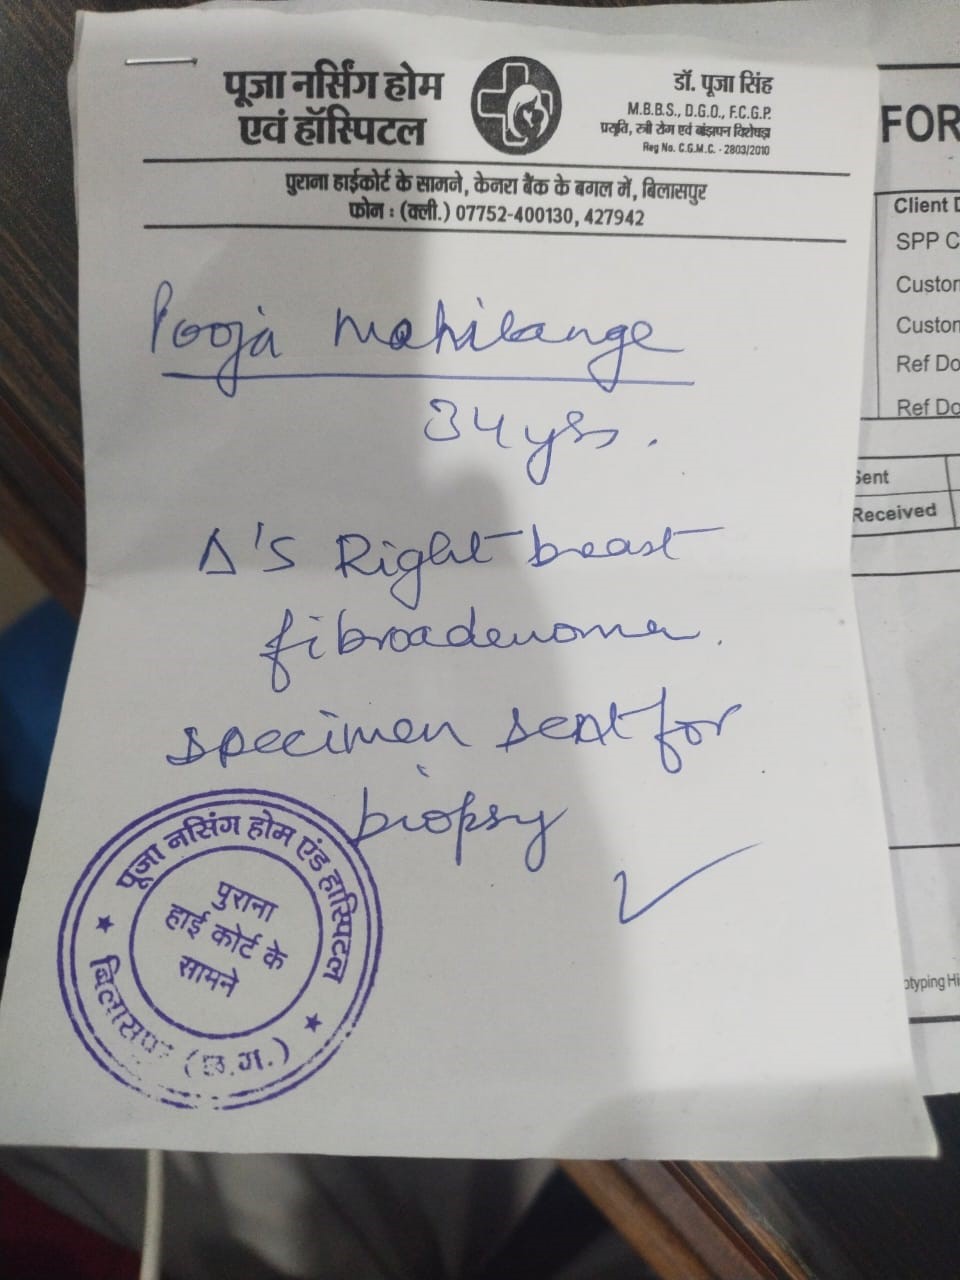 पूजा नर्सिंग होम
एवं हॉस्पिटल
डॉ. पूजा सिंह
M.B.B.S., D.G.O., F.C.G.P.
प्रसूति, स्त्री रोग एवं बांझपन विशेषज्ञ
Reg No. C.G.M.C. - 2803/2010
पुराना हाईकोर्ट के सामने, केनरा बैंक के बगल में, बिलासपुर
फोन : (क्ली.) 07752-400130, 427942
Pooja Mahilange
34 yrs.
Δ'S Right breast
fibroadenoma.
specimen sent for
biopsy
पूजा नर्सिंग होम एंड हास्पिटल
पुराना
हाई कोर्ट के
सामने
बिलासपुर (छ.ग.)
FOR
Client D
SPP C
Custom
Custom
Ref Do
Ref Do
Sent
Received
otyping Hi